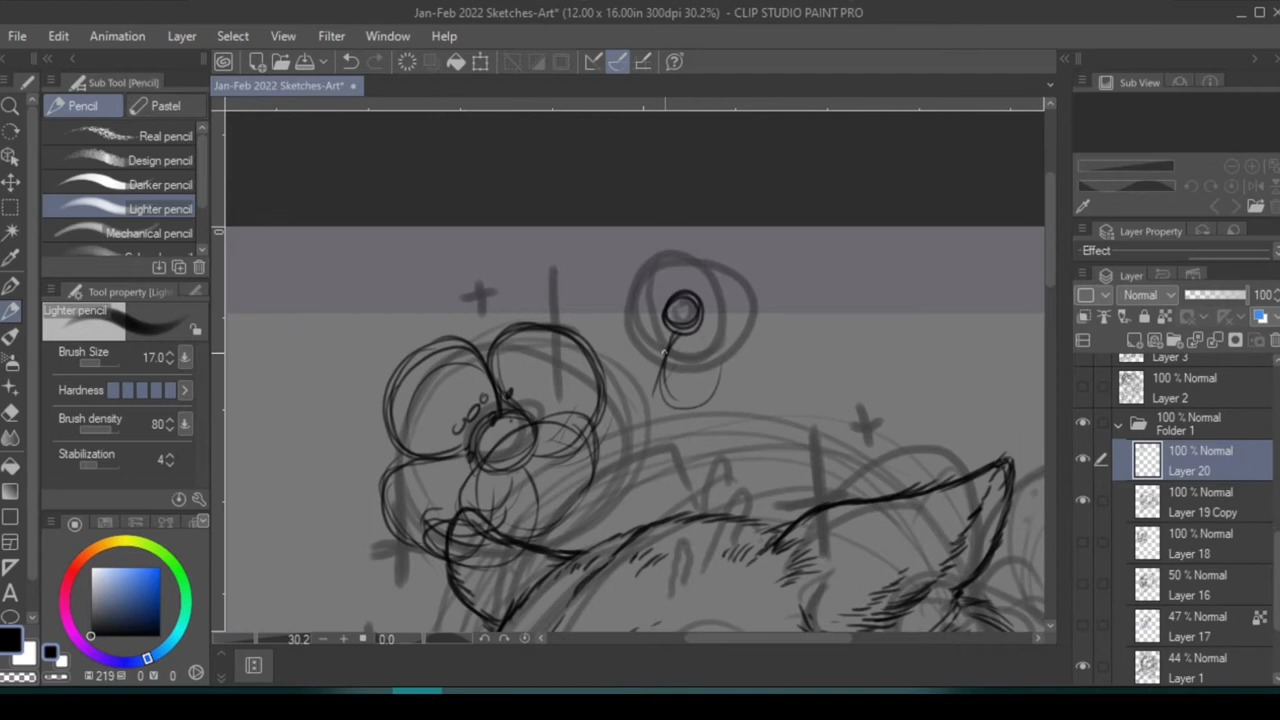 Jan-Feb 2022 Sketches-Art* (12.00 x 16.00in 300dpi 30.2%) - CLIP STUDIO PAINT PRO
File Edit Animation Layer Select View Filter Window Help
Sub Tool [Pencil]
Jan-Feb 2022 Sketches-Art*
Sub View
Pencil Pastel
Real pencil
Design pencil
Darker pencil
Lighter pencil
Mechanical pencil
Tool property [Ligh
Lighter pencil
Brush Size 17.0
Hardness
Brush density 80
Stabilization 4
219 0 0
30.2 0.0
0
Layer Property
Effect
Layer
Normal 100
Layer 3
100 % Normal
Layer 2
100 % Normal
Folder 1
100 % Normal
Layer 20
100 % Normal
Layer 19 Copy
100 % Normal
Layer 18
50 % Normal
Layer 16
47 % Normal
Layer 17
44 % Normal
Layer 1